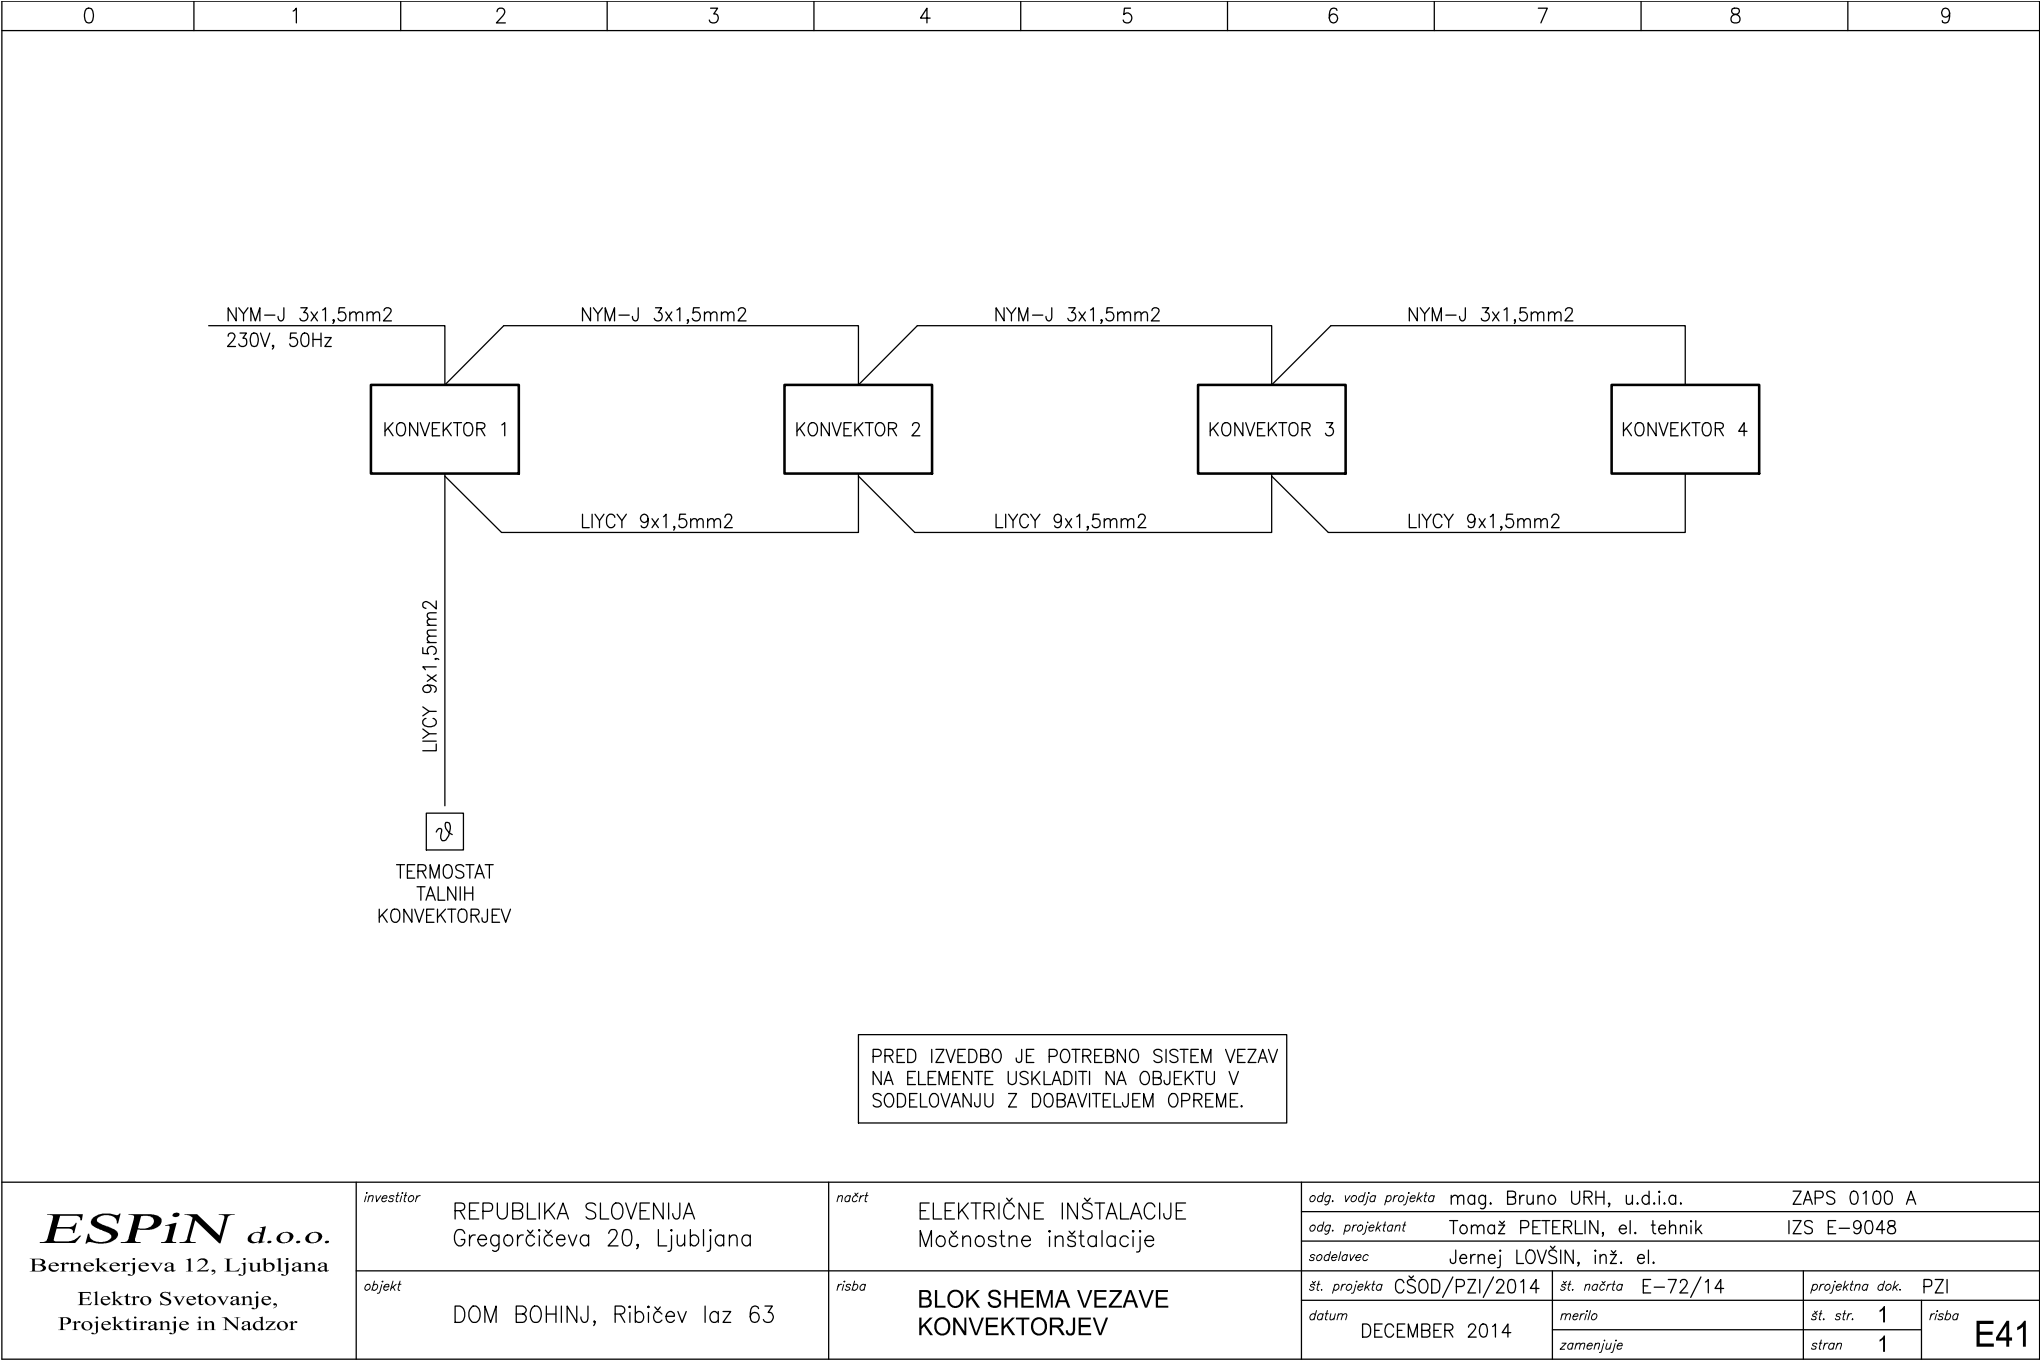 0 1 2 3 4 5 6 7 8 9
NYM-J 3x1,5mm2 NYM-J 3x1,5mm2 NYM-J 3x1,5mm2 NYM-J 3x1,5mm2
230V, 50Hz
KONVEKTOR 1 KONVEKTOR 2 KONVEKTOR 3 KONVEKTOR 4
LIYCY 9x1,5mm2 LIYCY 9x1,5mm2 LIYCY 9x1,5mm2
LIYCY 9x1,5mm2
ϑ
TERMOSTAT
TALNIH
KONVEKTORJEV
PRED IZVEDBO JE POTREBNO SISTEM VEZAV
NA ELEMENTE USKLADITI NA OBJEKTU V
SODELOVANJU Z DOBAVITELJEM OPREME.
ESPiN d.o.o.
Bernekerjeva 12, Ljubljana
Elektro Svetovanje,
Projektiranje in Nadzor
investitor
REPUBLIKA SLOVENIJA
Gregorčičeva 20, Ljubljana
objekt
DOM BOHINJ, Ribičev laz 63
načrt
ELEKTRIČNE INŠTALACIJE
Močnostne inštalacije
risba
BLOK SHEMA VEZAVE
KONVEKTORJEV
odg. vodja projekta mag. Bruno URH, u.d.i.a. ZAPS 0100 A
odg. projektant Tomaž PETERLIN, el. tehnik IZS E-9048
sodelavec Jernej LOVŠIN, inž. el.
št. projekta CŠOD/PZI/2014 št. načrta E-72/14 projektna dok. PZI
datum DECEMBER 2014
merilo
zamenjuje
št. str. 1
stran 1
risba E41